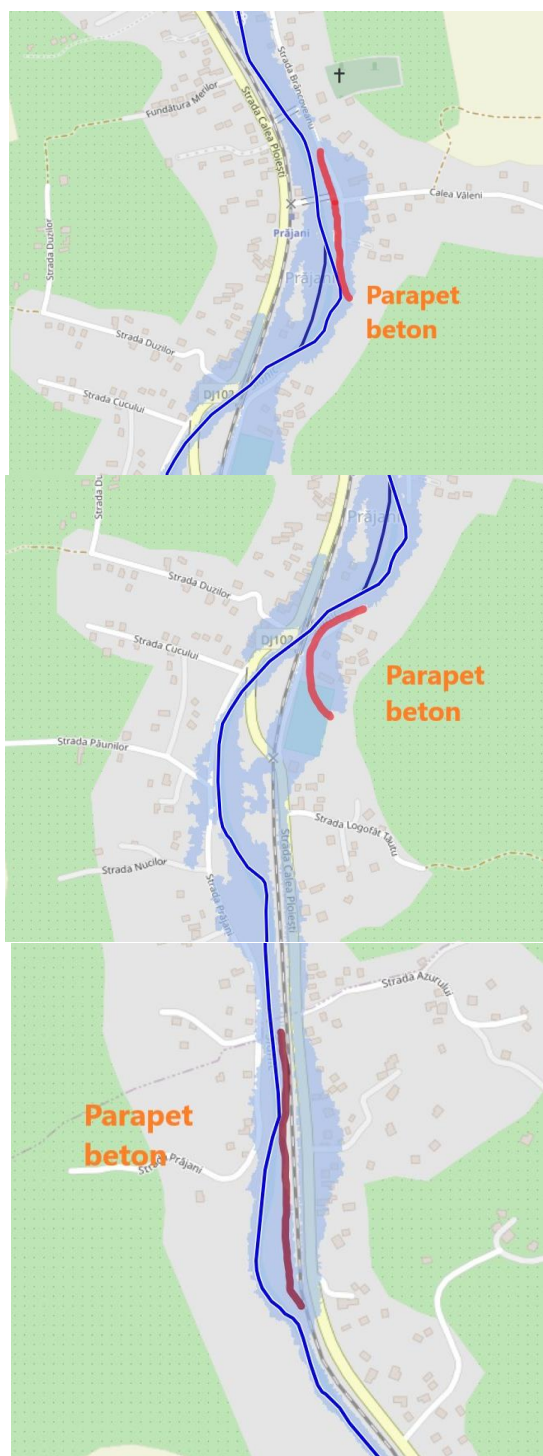 Strada Brâncoveanu
Fundătura Merilor
Strada Calea Ploiești
Calea Văleni
Prăjani
Prăjani
Strada Duzilor
Parapet
beton
Strada Duzilor
Strada Cucului
DJ102
Strada Duzilor
Prăjani
Strada Duzilor
Strada Cucului
DJ102
Parapet
beton
Strada Păunilor
Strada Logofăt Tăutu
Strada Calea Ploiești
Strada Nucilor
Strada Prăjani
Strada Azurului
Parapet
beton
Strada Prăjani